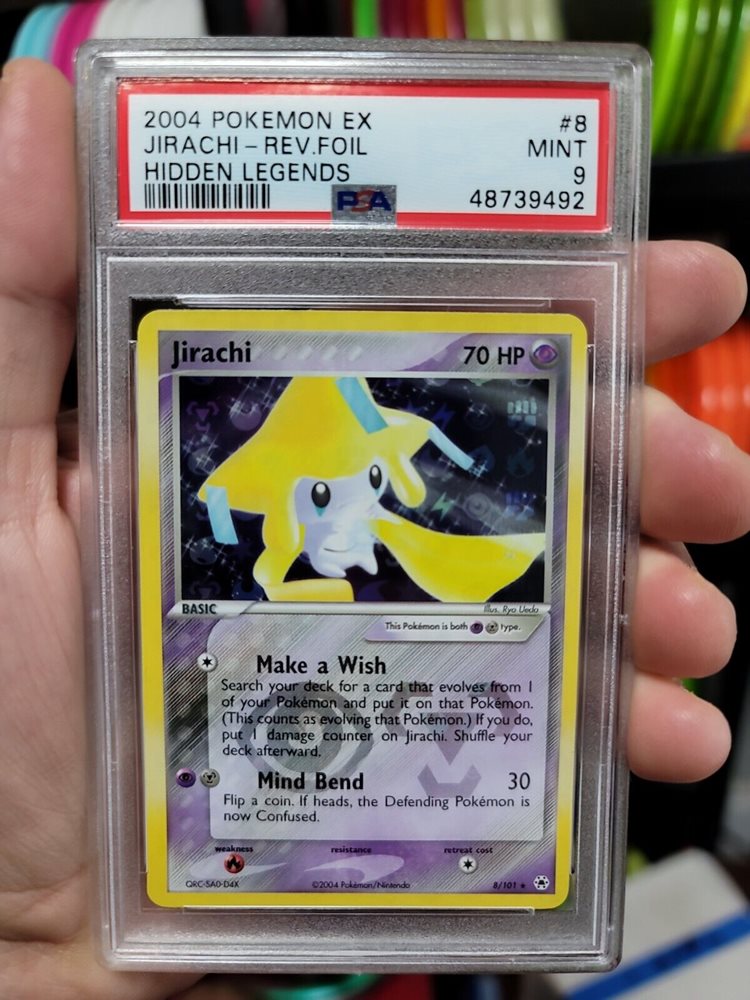 2004 POKEMON EX #8
JIRACHI - REV.FOIL MINT
HIDDEN LEGENDS 9
PSA 48739492
Jirachi 70 HP
BASIC Illus. Ryo Ueda
This Pokémon is both type.
Make a Wish
Search your deck for a card that evolves from 1
of your Pokémon and put it on that Pokémon.
(This counts as evolving that Pokémon.) If you do,
put 1 damage counter on Jirachi. Shuffle your
deck afterward.
Mind Bend 30
Flip a coin. If heads, the Defending Pokémon is
now Confused.
weakness resistance retreat cost
QRC-SA0-D4X ©2004 Pokémon/Nintendo 8/101 ★